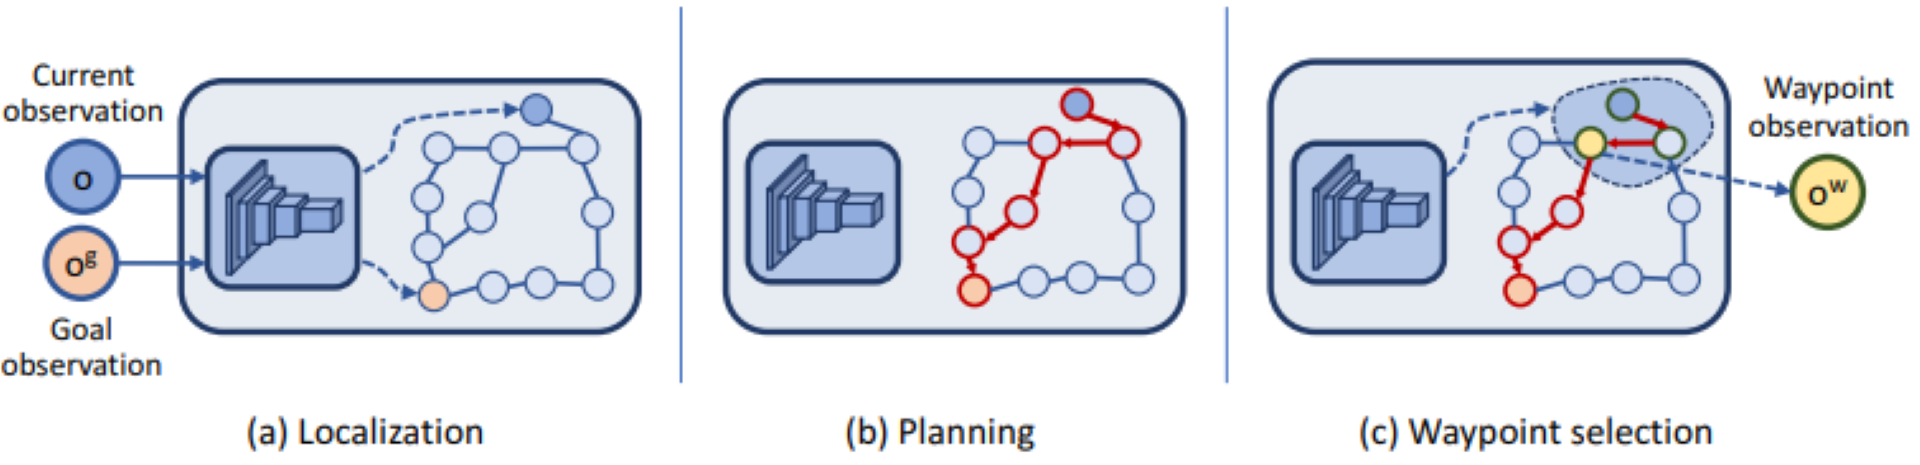 Current
observation
o
o^g
Goal
observation
Waypoint
observation
o^w
(a) Localization
(b) Planning
(c) Waypoint selection